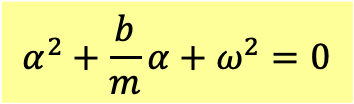 α² + b/m α + ω² = 0